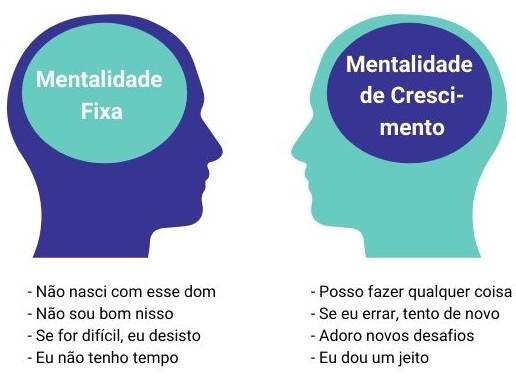 Mentalidade
Fixa
Mentalidade
de Cresci-
mento
- Não nasci com esse dom
- Não sou bom nisso
- Se for difícil, eu desisto
- Eu não tenho tempo
- Posso fazer qualquer coisa
- Se eu errar, tento de novo
- Adoro novos desafios
- Eu dou um jeito